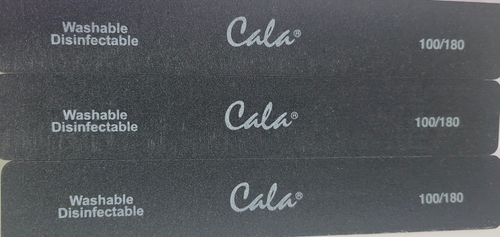 Washable
Disinfectable
Cala®
100/180
Washable
Disinfectable
Cala®
100/180
Washable
Disinfectable
Cala®
100/180